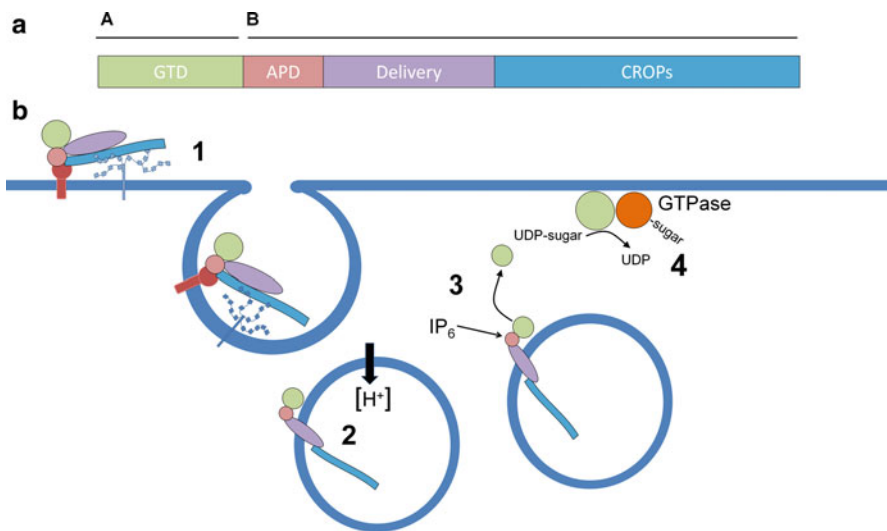 a
A B
GTD APD Delivery CROPs
b
1
GTPase
UDP-sugar
-sugar
UDP
4
3
IP6
[H+]
2